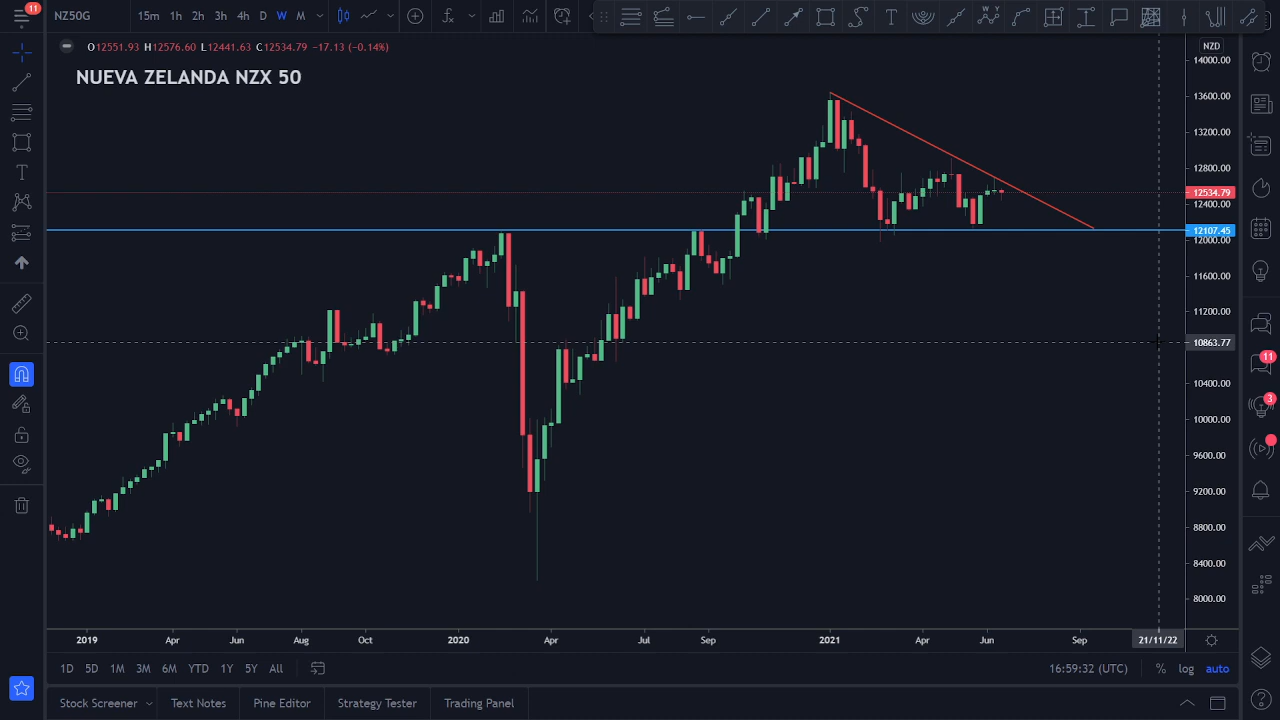 11
NZ50G
15m 1h 2h 3h 4h D W M
NZD
O12551.93 H12576.60 L12441.63 C12534.79 −17.13 (−0.14%)
NUEVA ZELANDA NZX 50
14000.00
13600.00
13200.00
12800.00
12534.79
12400.00
12107.45
12000.00
11600.00
11200.00
10863.77
10400.00
10000.00
9600.00
9200.00
8800.00
8400.00
8000.00
11
3
2019 Apr Jun Aug Oct 2020 Apr Jul Sep 2021 Apr Jun Sep 21/11/22
1D 5D 1M 3M 6M YTD 1Y 5Y All
16:59:32 (UTC) % log auto
Stock Screener Text Notes Pine Editor Strategy Tester Trading Panel